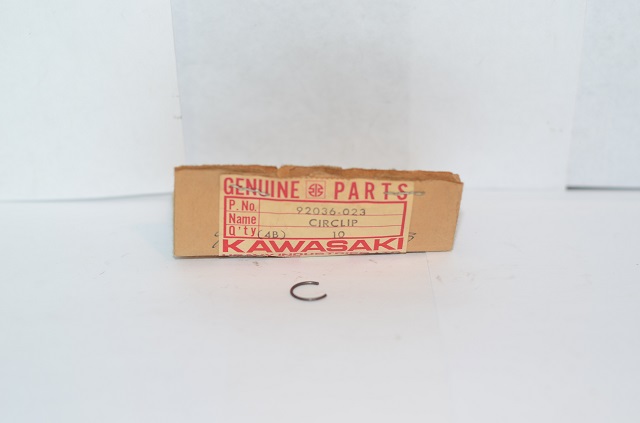 GENUINE PARTS
P. No. 92036-023
Name CIRCLIP
Q'ty (4B) 10
KAWASAKI